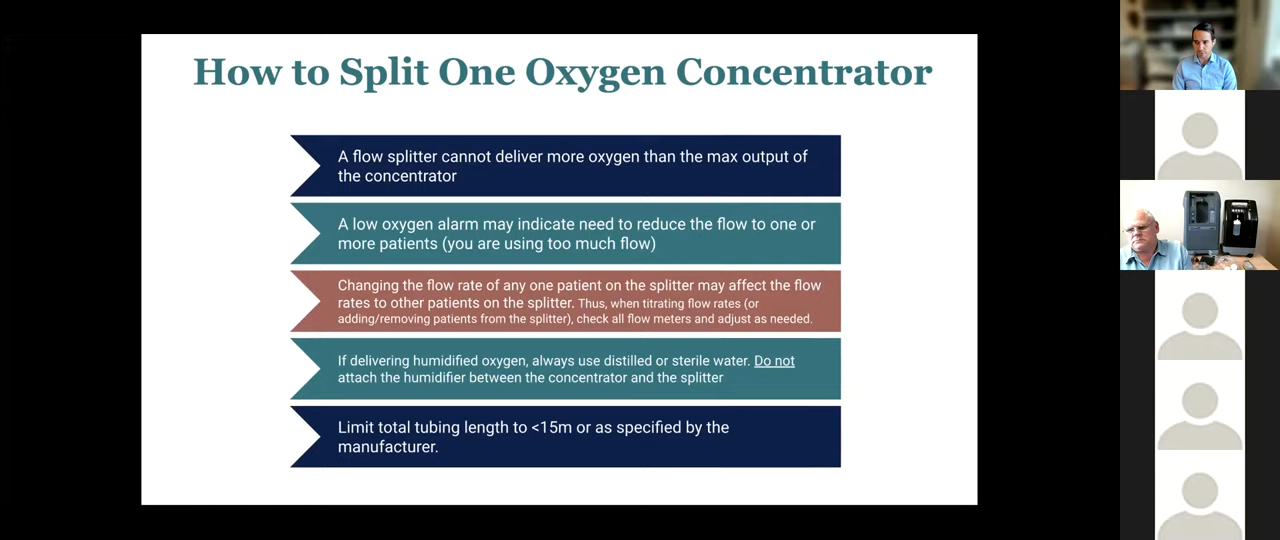 How to Split One Oxygen Concentrator
A flow splitter cannot deliver more oxygen than the max output of
the concentrator
A low oxygen alarm may indicate need to reduce the flow to one or
more patients (you are using too much flow)
Changing the flow rate of any one patient on the splitter may affect the flow
rates to other patients on the splitter. Thus, when titrating flow rates (or
adding/removing patients from the splitter), check all flow meters and adjust as needed.
If delivering humidified oxygen, always use distilled or sterile water. Do not
attach the humidifier between the concentrator and the splitter
Limit total tubing length to <15m or as specified by the
manufacturer.